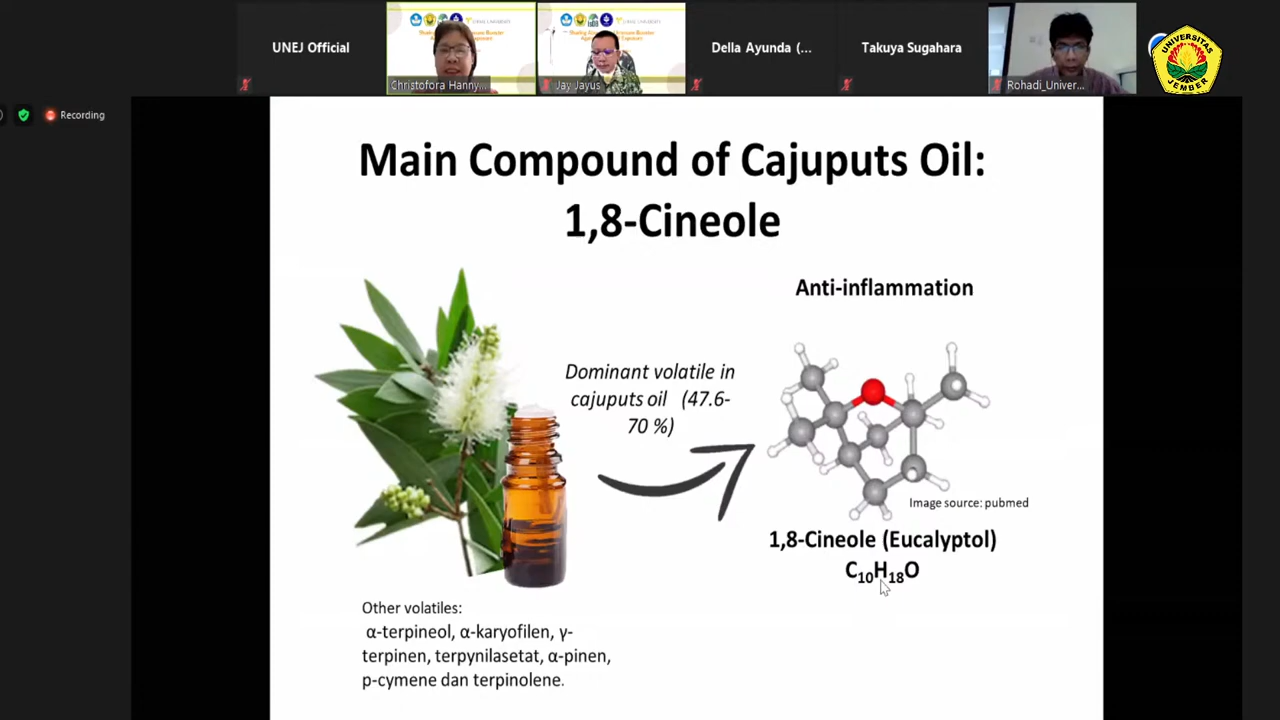 UNEJ Official
Christofora Hanny...
Jay Jayus
Della Ayunda (...
Takuya Sugahara
Rohadi_Univer...
UNIVERSITAS
JEMBER
Recording
Main Compound of Cajuputs Oil:
1,8-Cineole
Anti-inflammation
Dominant volatile in
cajuputs oil (47.6-
70 %)
Image source: pubmed
1,8-Cineole (Eucalyptol)
C₁₀H₁₈O
Other volatiles:
α-terpineol, α-karyofilen, γ-
terpinen, terpynilasetat, α-pinen,
p-cymene dan terpinolene.